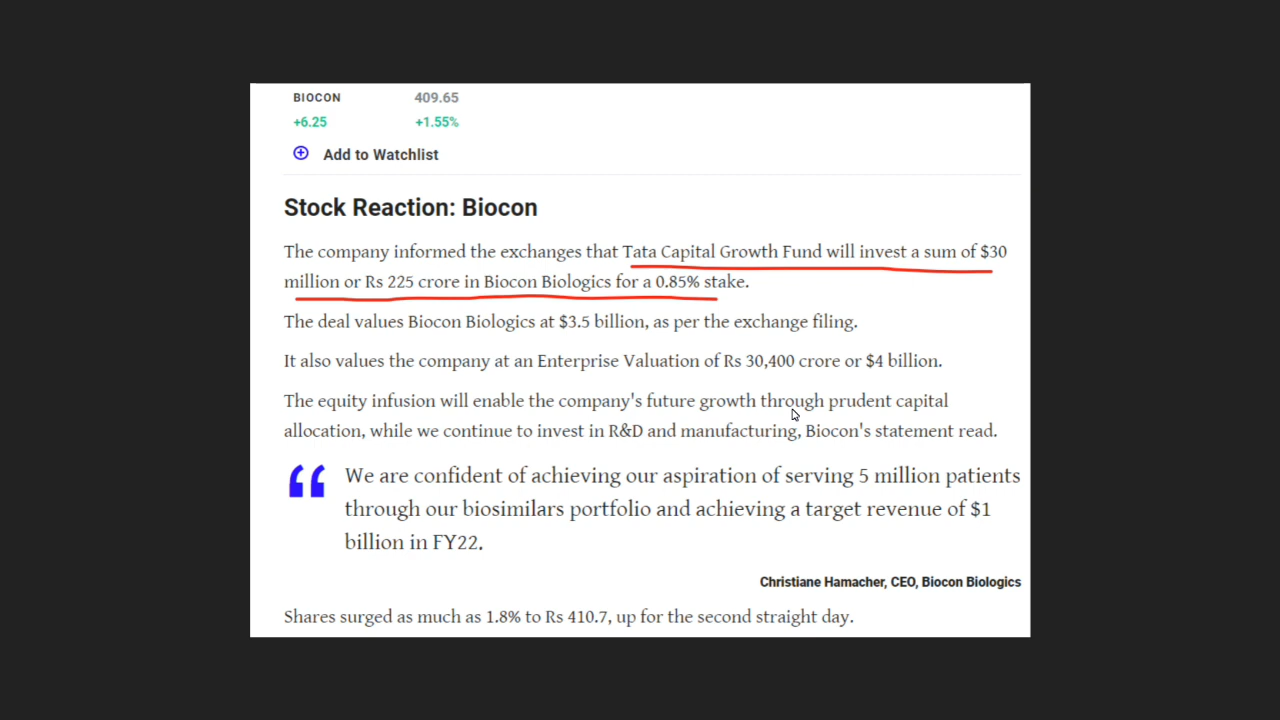 BIOCON 409.65
+6.25 +1.55%
Add to Watchlist
Stock Reaction: Biocon
The company informed the exchanges that Tata Capital Growth Fund will invest a sum of $30
million or Rs 225 crore in Biocon Biologics for a 0.85% stake.
The deal values Biocon Biologics at $3.5 billion, as per the exchange filing.
It also values the company at an Enterprise Valuation of Rs 30,400 crore or $4 billion.
The equity infusion will enable the company's future growth through prudent capital
allocation, while we continue to invest in R&D and manufacturing, Biocon's statement read.
“ We are confident of achieving our aspiration of serving 5 million patients
through our biosimilars portfolio and achieving a target revenue of $1
billion in FY22.
Christiane Hamacher, CEO, Biocon Biologics
Shares surged as much as 1.8% to Rs 410.7, up for the second straight day.